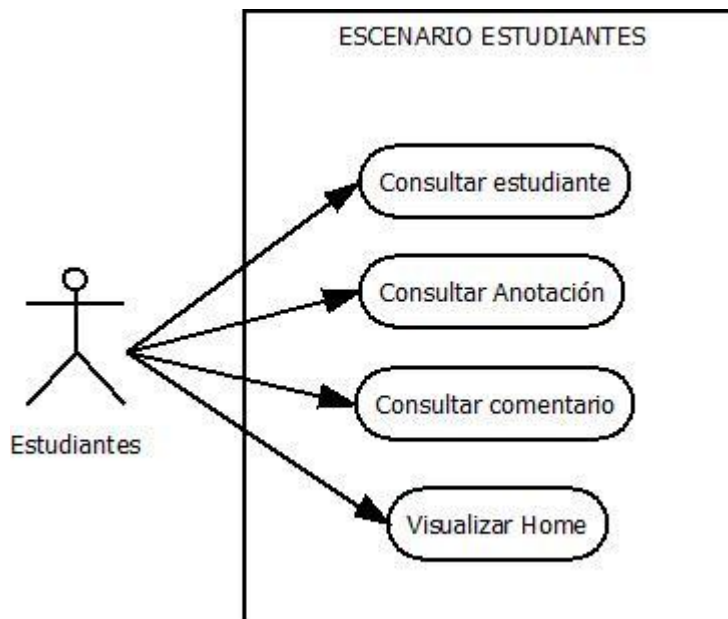 ESCENARIO ESTUDIANTES
Consultar estudiante
Consultar Anotación
Consultar comentario
Estudiantes
Visualizar Home